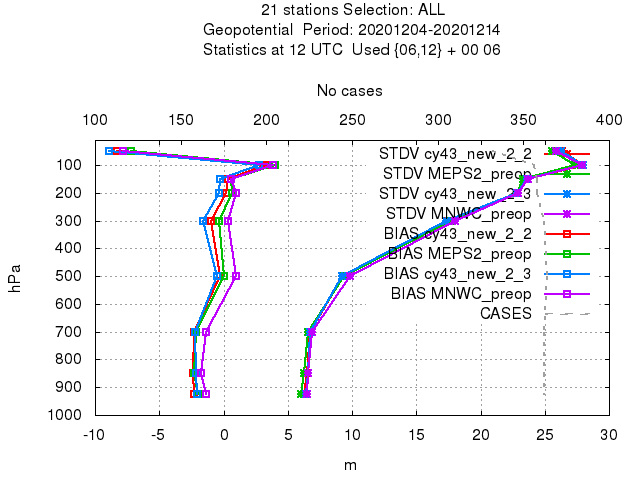 21 stations Selection: ALL
Geopotential  Period: 20201204-20201214
Statistics at 12 UTC  Used {06,12} + 00 06
No cases
100 150 200 250 300 350 400
STDV cy43_new_2_2
STDV MEPS2_preop
STDV cy43_new_2_3
STDV MNWC_preop
BIAS cy43_new_2_2
BIAS MEPS2_preop
BIAS cy43_new_2_3
BIAS MNWC_preop
CASES
hPa
100
200
300
400
500
600
700
800
900
1000
-10 -5 0 5 10 15 20 25 30
m